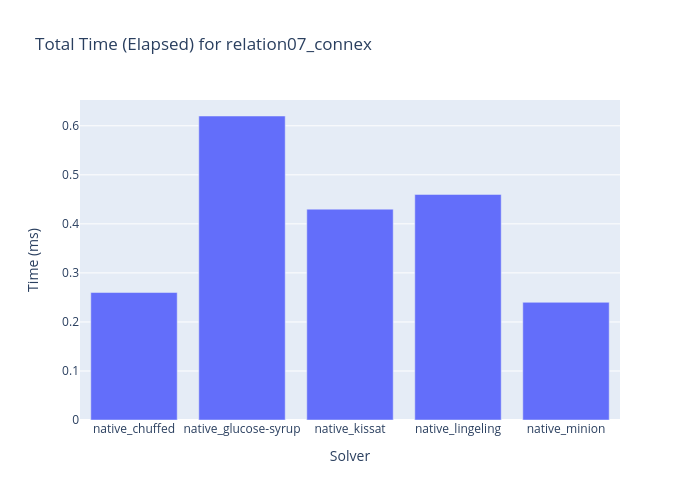 Total Time (Elapsed) for relation07_connex
Time (ms)
0.6
0.5
0.4
0.3
0.2
0.1
0
native_chuffed native_glucose-syrup native_kissat native_lingeling native_minion
Solver